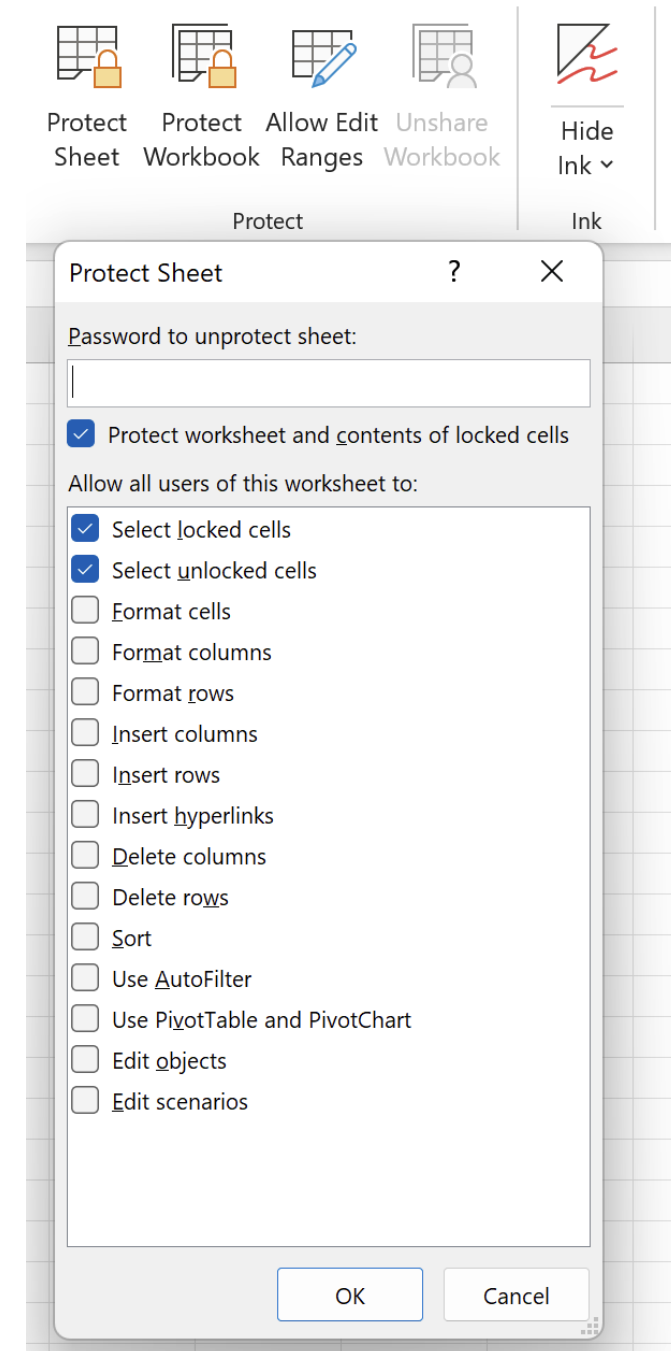 Protect Sheet
Protect Workbook
Allow Edit Ranges
Unshare Workbook
Hide Ink
Protect
Ink
Protect Sheet
?
Password to unprotect sheet:
Protect worksheet and contents of locked cells
Allow all users of this worksheet to:
Select locked cells
Select unlocked cells
Format cells
Format columns
Format rows
Insert columns
Insert rows
Insert hyperlinks
Delete columns
Delete rows
Sort
Use AutoFilter
Use PivotTable and PivotChart
Edit objects
Edit scenarios
OK
Cancel